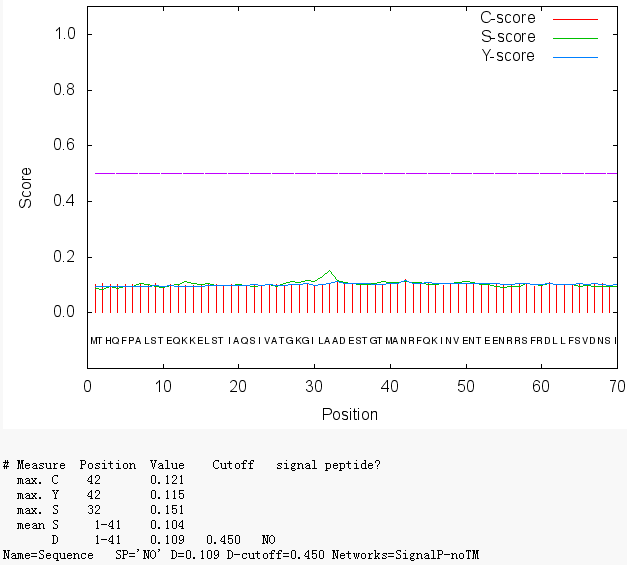 C-score
S-score
Y-score
1.0
0.8
0.6
0.4
0.2
0.0
Score
MTHQFPALSTEQKKELSTIAQSIVATGKGILAADESTGTMANRFQKINVENTEENRRSFRDLLFSVDNSI
0 10 20 30 40 50 60 70
Position
# Measure Position Value Cutoff signal peptide?
max. C 42 0.121
max. Y 42 0.115
max. S 32 0.151
mean S 1-41 0.104
D 1-41 0.109 0.450 NO
Name=Sequence SP='NO' D=0.109 D-cutoff=0.450 Networks=SignalP-noTM